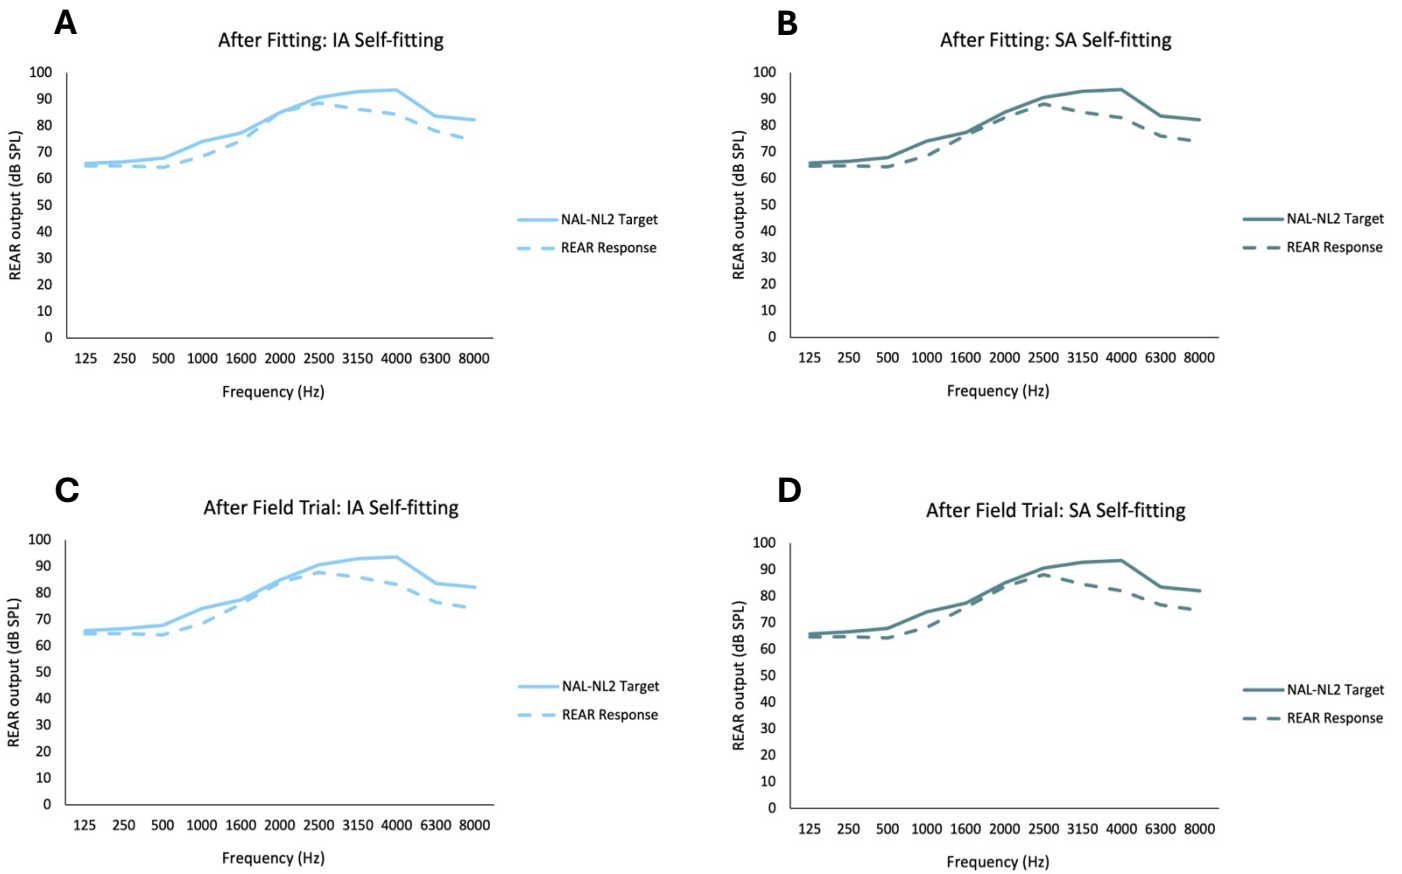 A
After Fitting: IA Self-fitting
100
90
80
70
60
50
40
30
20
10
0
REAR output (dB SPL)
125 250 500 1000 1600 2000 2500 3150 4000 6300 8000
Frequency (Hz)
NAL-NL2 Target
REAR Response
B
After Fitting: SA Self-fitting
100
90
80
70
60
50
40
30
20
10
0
REAR output (dB SPL)
125 250 500 1000 1600 2000 2500 3150 4000 6300 8000
Frequency (Hz)
NAL-NL2 Target
REAR Response
C
After Field Trial: IA Self-fitting
100
90
80
70
60
50
40
30
20
10
0
REAR output (dB SPL)
125 250 500 1000 1600 2000 2500 3150 4000 6300 8000
Frequency (Hz)
NAL-NL2 Target
REAR Response
D
After Field Trial: SA Self-fitting
100
90
80
70
60
50
40
30
20
10
0
REAR output (dB SPL)
125 250 500 1000 1600 2000 2500 3150 4000 6300 8000
Frequency (Hz)
NAL-NL2 Target
REAR Response